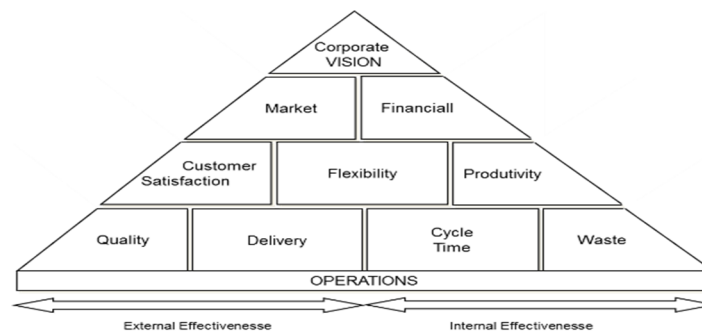 Corporate
VISION
Market
Financiall
Customer
Satisfaction
Flexibility
Produtivity
Quality
Delivery
Cycle
Time
Waste
OPERATIONS
External Effectivenesse
Internal Effectivenesse